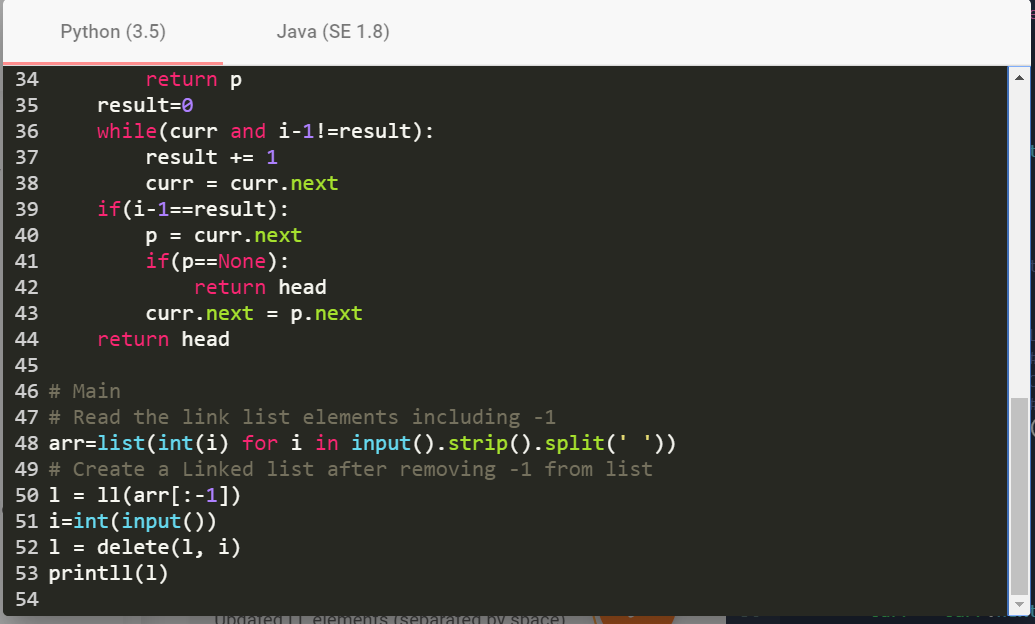 Python (3.5)
Java (SE 1.8)
34         return p
35     result=0
36     while(curr and i-1!=result):
37         result += 1
38         curr = curr.next
39     if(i-1==result):
40         p = curr.next
41         if(p==None):
42             return head
43         curr.next = p.next
44     return head
45
46 # Main
47 # Read the link list elements including -1
48 arr=list(int(i) for i in input().strip().split(' '))
49 # Create a Linked list after removing -1 from list
50 l = ll(arr[:-1])
51 i=int(input())
52 l = delete(l, i)
53 printll(l)
54
Updated LL elements (separated by space)